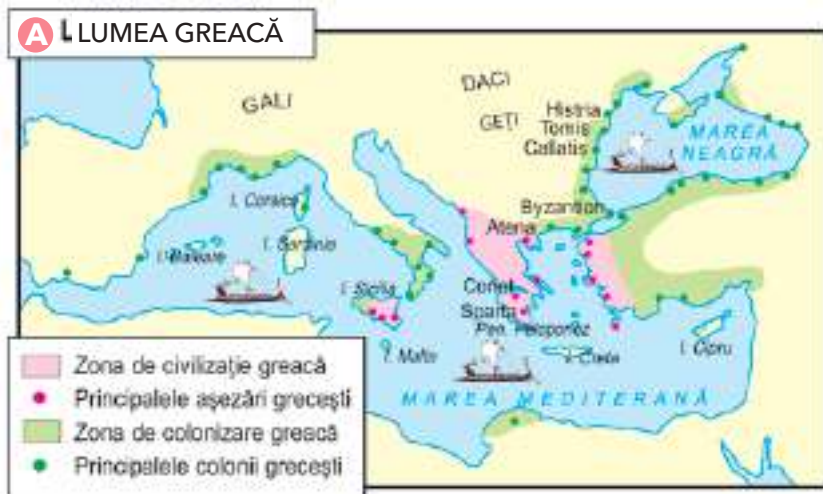 A LUMEA GREACĂ
GALI
DACI
GEȚI
Histria
Tomis
Callatis
MAREA
NEAGRĂ
Byzantion
Atena
I. Corsica
I. Sardinia
I. Baleare
I. Sicilia
Corint
Sparta
Pen. Peloponez
I. Malta
I. Creta
I. Cipru
MAREA MEDITERANĂ
Zona de civilizație greacă
Principalele așezări grecești
Zona de colonizare greacă
Principalele colonii grecești